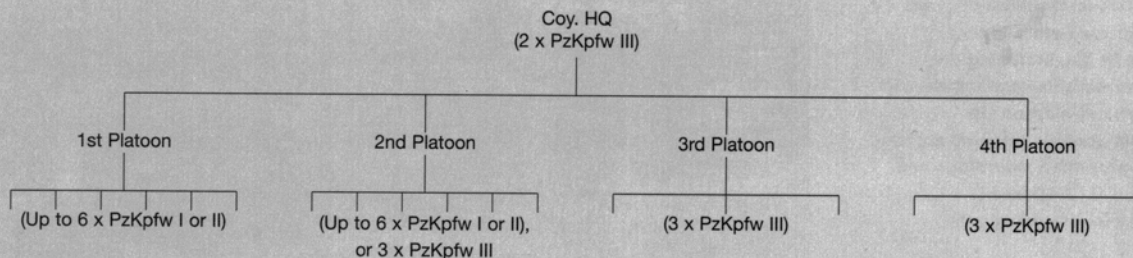 Coy. HQ
(2 x PzKpfw III)
1st Platoon
2nd Platoon
3rd Platoon
4th Platoon
(Up to 6 x PzKpfw I or II)
(Up to 6 x PzKpfw I or II),
or 3 x PzKpfw III
(3 x PzKpfw III)
(3 x PzKpfw III)